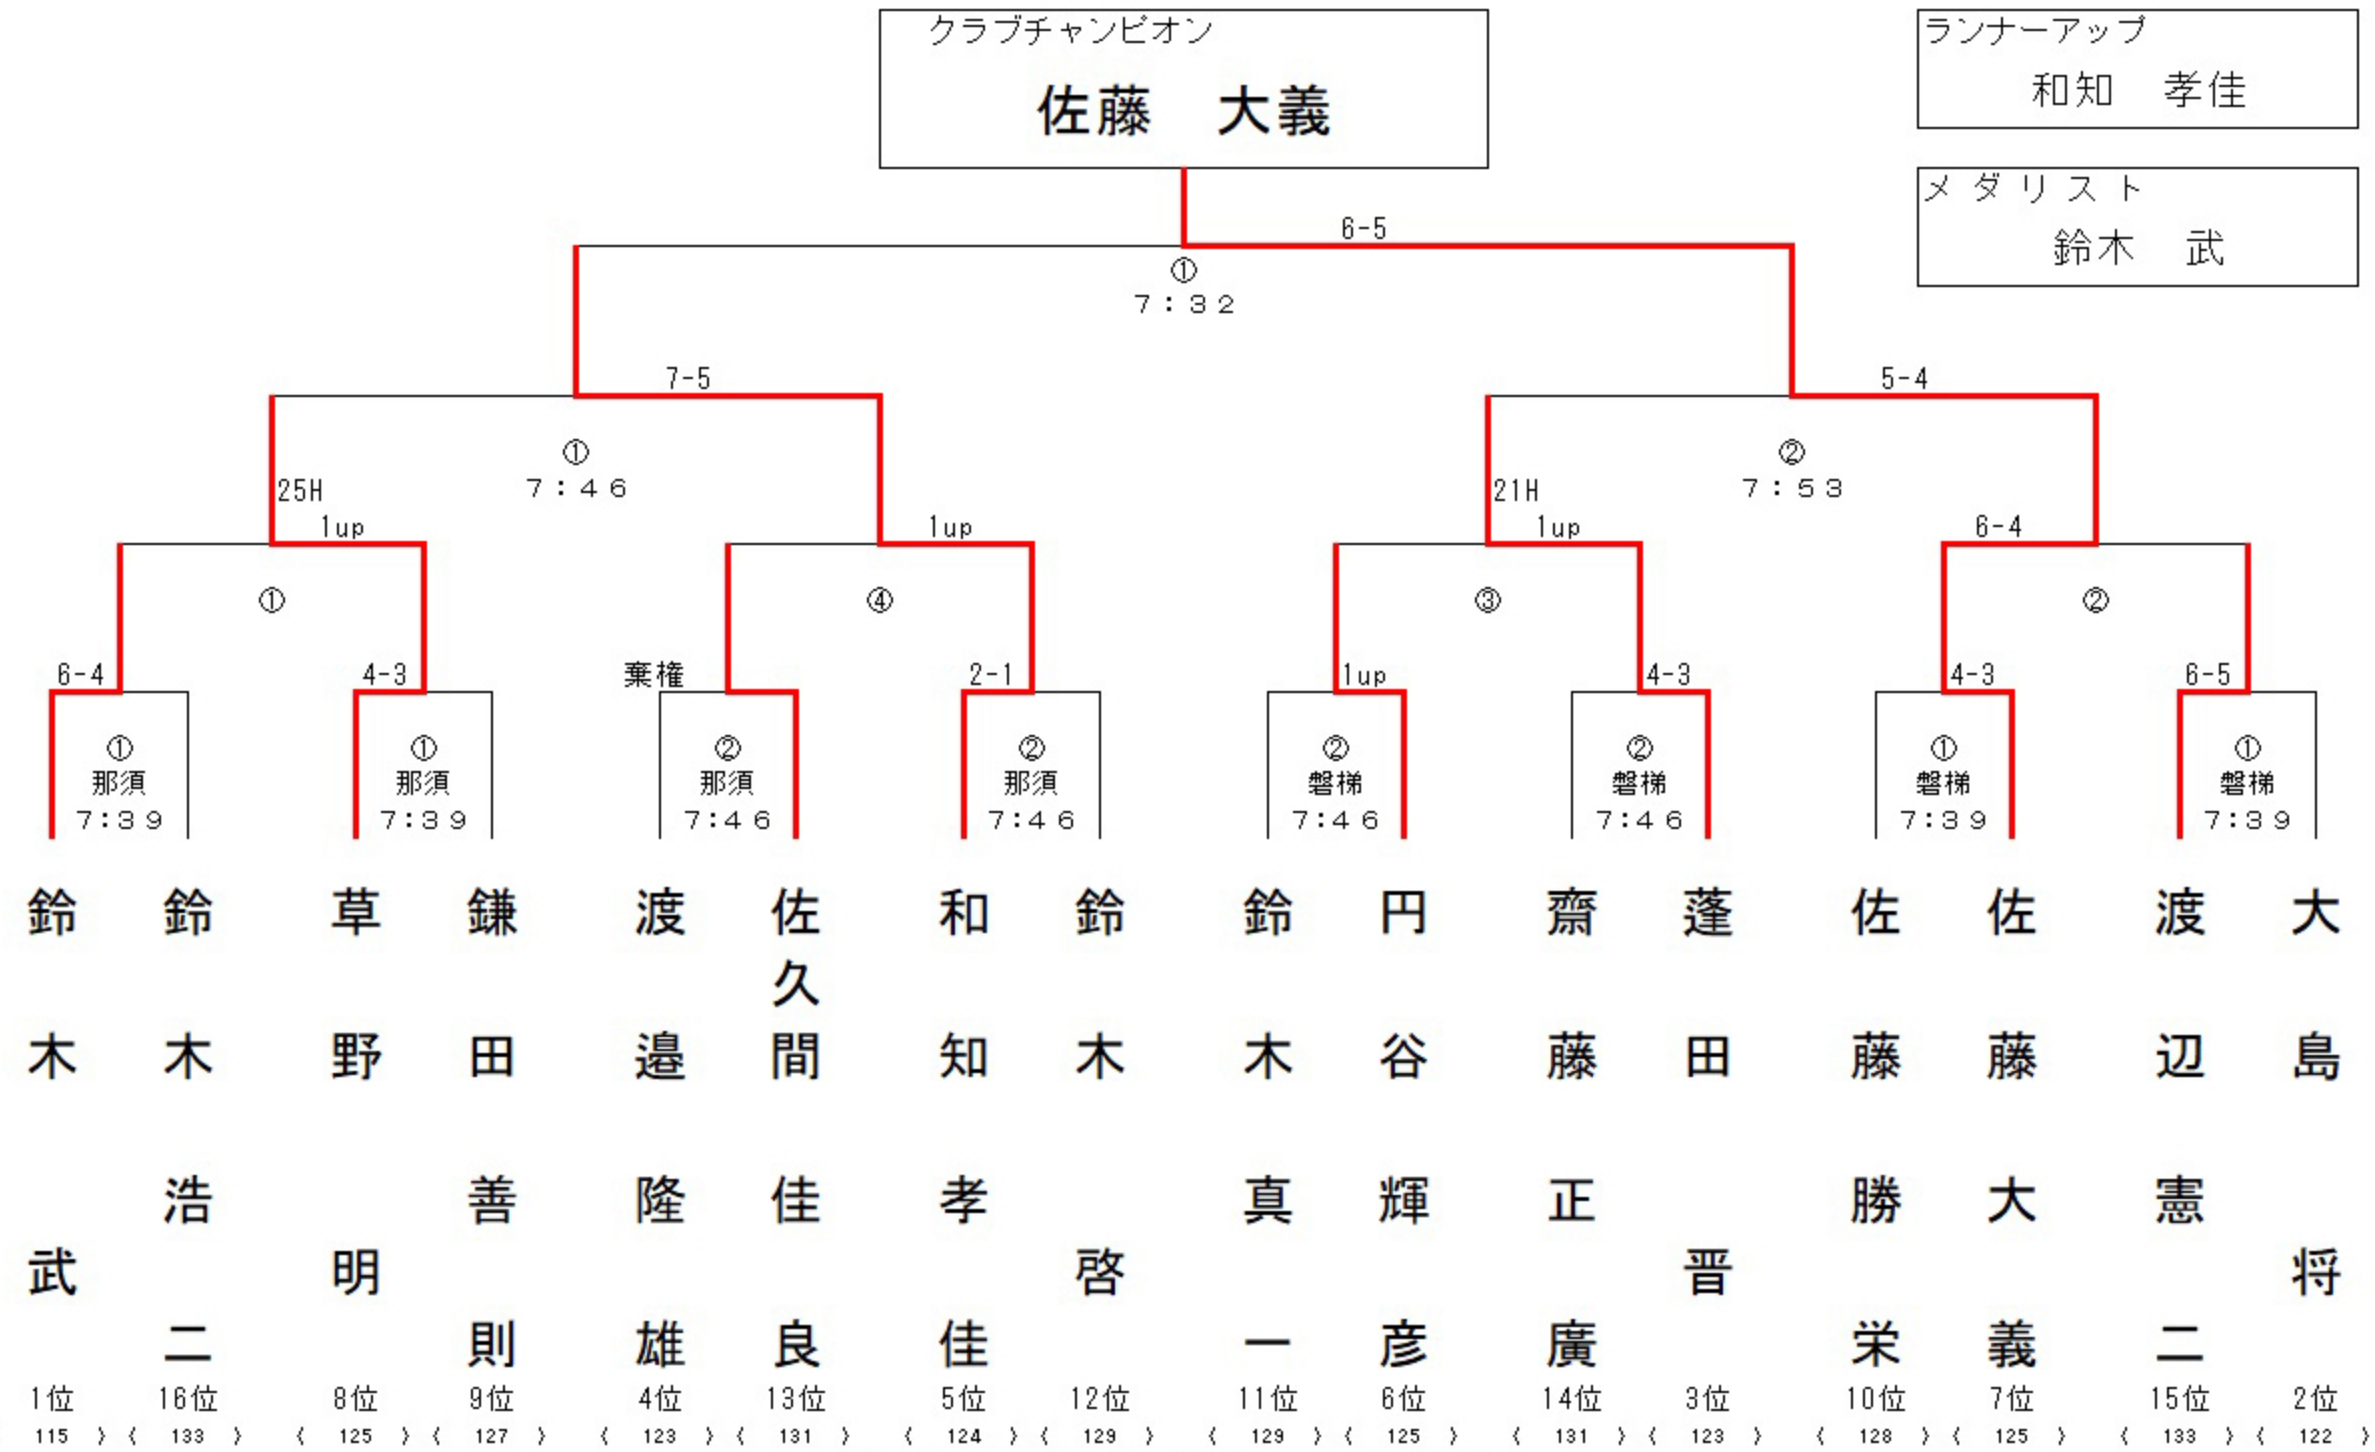 クラブチャンピオン
佐藤　大義
ランナーアップ
和知　孝佳
メダリスト
鈴木　武
6-5
①
７：３２
7-5
5-4
①
７：４６
②
７：５３
25H
21H
1up
1up
1up
6-4
①
④
③
②
6-4
4-3
棄権
2-1
1up
4-3
4-3
6-5
① ① ② ② ② ② ① ①
那須 那須 那須 那須 磐梯 磐梯 磐梯 磐梯
７:３９ ７:３９ ７:４６ ７:４６ ７:４６ ７:４６ ７:３９ ７:３９
鈴木武
鈴木浩二
草野明
鎌田善則
渡邉隆雄
佐久間佳良
和知孝佳
鈴木啓
鈴木真一
円谷輝彦
齋藤正廣
蓬田晋
佐藤勝栄
佐藤大義
渡辺憲二
大島将
1位 16位 8位 9位 4位 13位 5位 12位 11位 6位 14位 3位 10位 7位 15位 2位
115 》《 133 》 《 125 》《 127 》 《 123 》《 131 》 《 124 》《 129 》 《 129 》《 125 》 《 131 》《 123 》 《 128 》《 125 》 《 133 》《 122 》